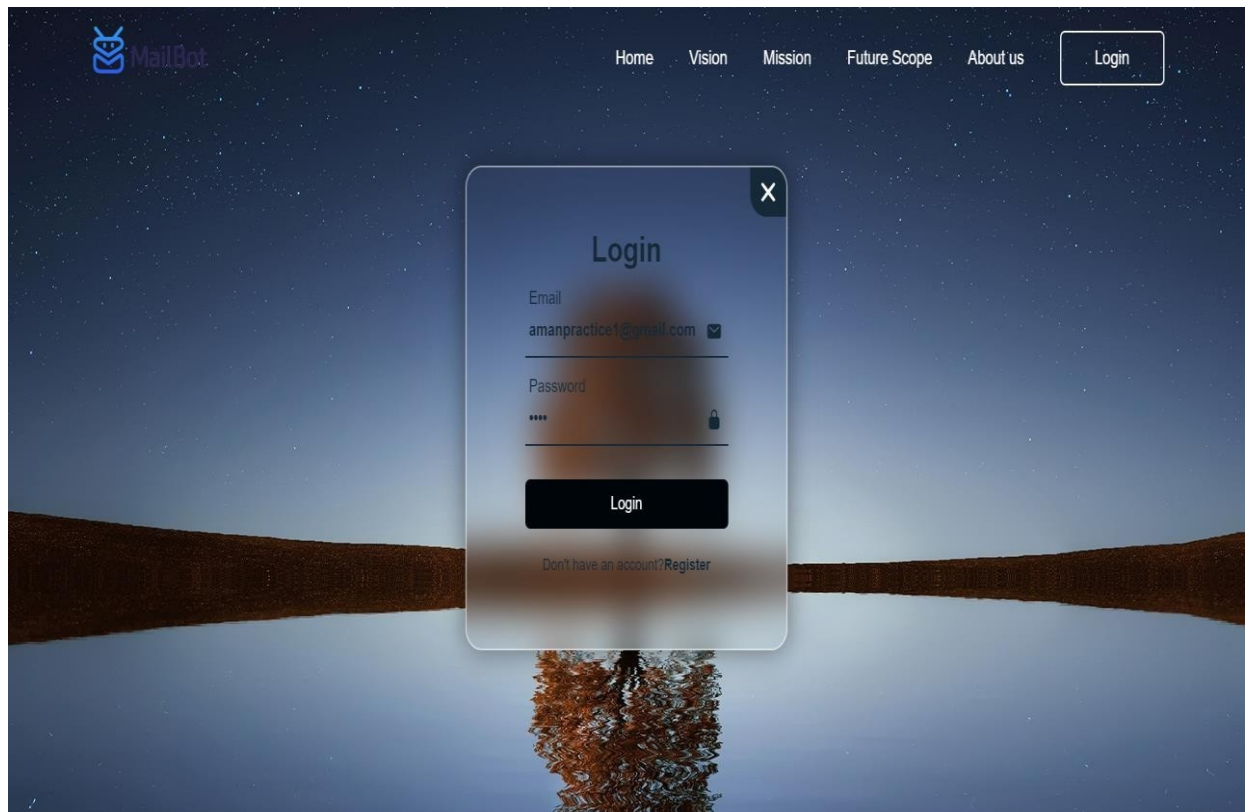 MailBot
Home Vision Mission Future Scope About us Login
X
Login
Email
amanpractice1@gmail.com
Password
••••
Login
Don't have an account?Register